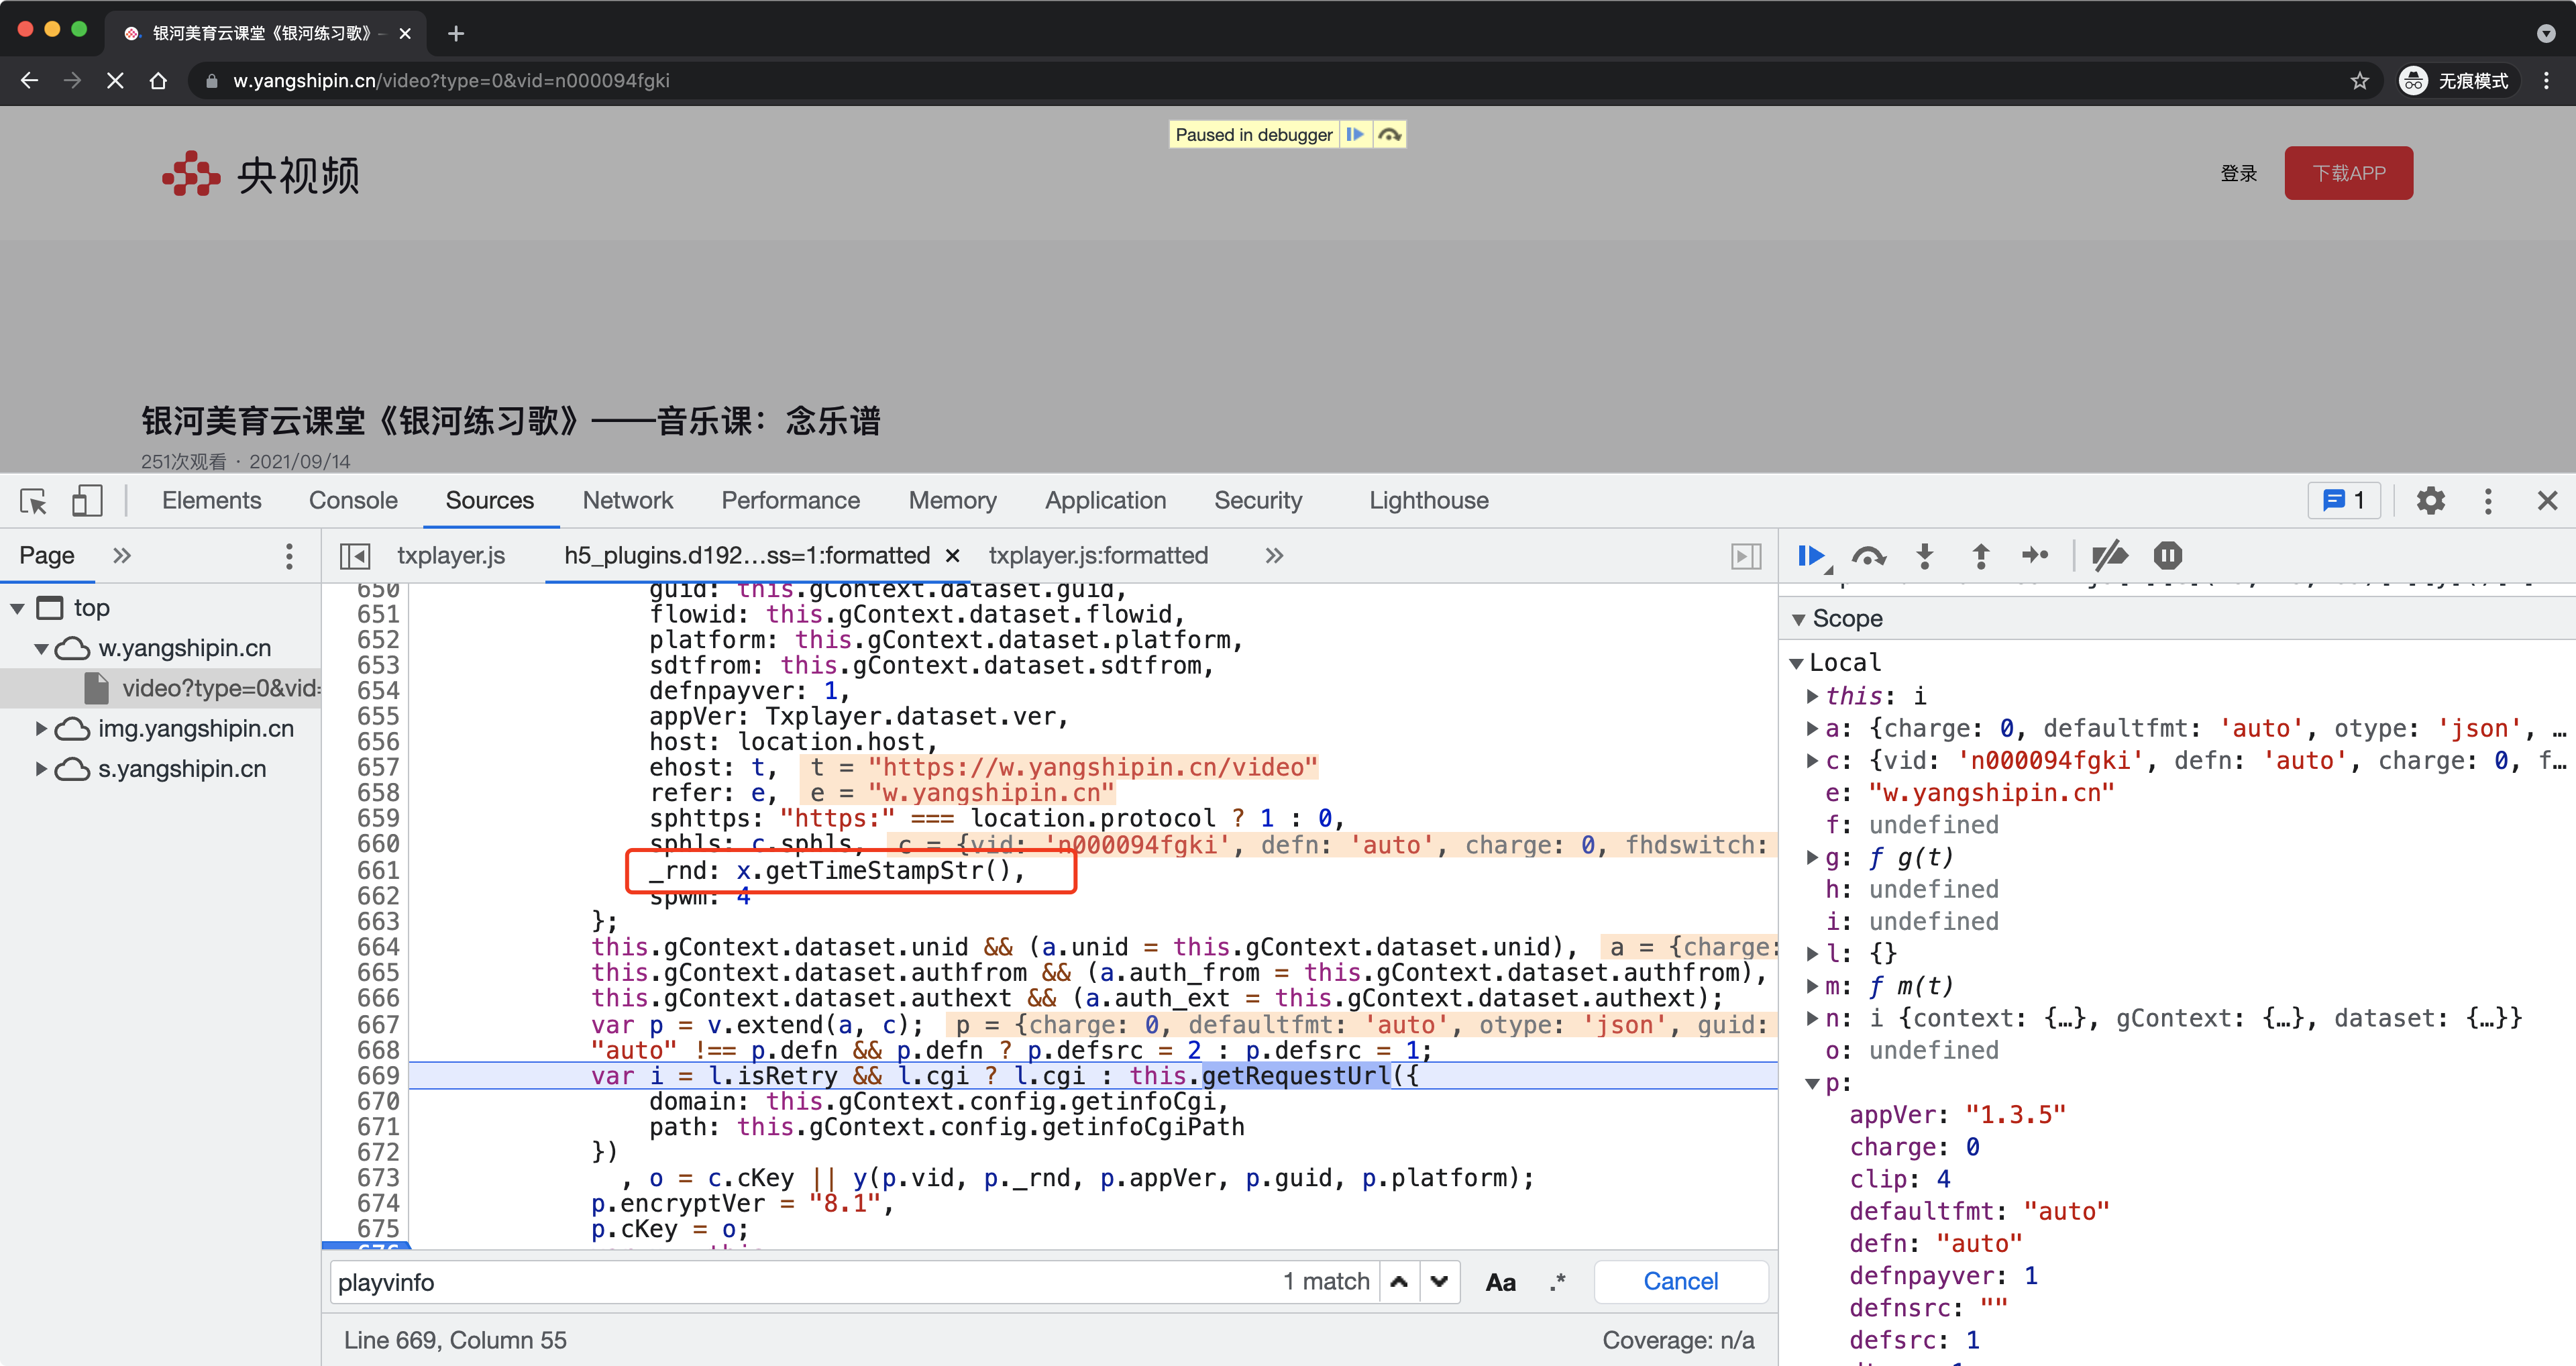 银河美育云课堂《银河练习歌》-
w.yangshipin.cn/video?type=0&vid=n000094fgki
无痕模式
Paused in debugger
央视频
登录
下载APP
银河美育云课堂《银河练习歌》——音乐课：念乐谱
251次观看 · 2021/09/14
Elements Console Sources Network Performance Memory Application Security Lighthouse
1
Page
txplayer.js
h5_plugins.d192...ss=1:formatted
txplayer.js:formatted
top
w.yangshipin.cn
video?type=0&vid=
img.yangshipin.cn
s.yangshipin.cn
650 guid: this.gContext.dataset.guid,
651 flowid: this.gContext.dataset.flowid,
652 platform: this.gContext.dataset.platform,
653 sdtfrom: this.gContext.dataset.sdtfrom,
654 defnpayver: 1,
655 appVer: Txplayer.dataset.ver,
656 host: location.host,
657 ehost: t, t = "https://w.yangshipin.cn/video"
658 refer: e, e = "w.yangshipin.cn"
659 sphttps: "https:" === location.protocol ? 1 : 0,
660 sphls: c.sphls, c = {vid: 'n000094fgki', defn: 'auto', charge: 0, fhdswitch:
661 _rnd: x.getTimeStampStr(),
662 spwm: 4
663 };
664 this.gContext.dataset.unid && (a.unid = this.gContext.dataset.unid), a = {charge:
665 this.gContext.dataset.authfrom && (a.auth_from = this.gContext.dataset.authfrom),
666 this.gContext.dataset.authext && (a.auth_ext = this.gContext.dataset.authext);
667 var p = v.extend(a, c); p = {charge: 0, defaultfmt: 'auto', otype: 'json', guid:
668 "auto" !== p.defn && p.defn ? p.defsrc = 2 : p.defsrc = 1;
669 var i = l.isRetry && l.cgi ? l.cgi : this.getRequestUrl({
670 domain: this.gContext.config.getinfoCgi,
671 path: this.gContext.config.getinfoCgiPath
672 })
673 , o = c.cKey || y(p.vid, p._rnd, p.appVer, p.guid, p.platform);
674 p.encryptVer = "8.1",
675 p.cKey = o;
676
playvinfo
1 match
Aa
.*
Cancel
Line 669, Column 55
Coverage: n/a
Scope
Local
this: i
a: {charge: 0, defaultfmt: 'auto', otype: 'json', …
c: {vid: 'n000094fgki', defn: 'auto', charge: 0, f…
e: "w.yangshipin.cn"
f: undefined
g: ƒ g(t)
h: undefined
i: undefined
l: {}
m: ƒ m(t)
n: i {context: {…}, gContext: {…}, dataset: {…}}
o: undefined
p:
appVer: "1.3.5"
charge: 0
clip: 4
defaultfmt: "auto"
defn: "auto"
defnpayver: 1
defnsrc: ""
defsrc: 1